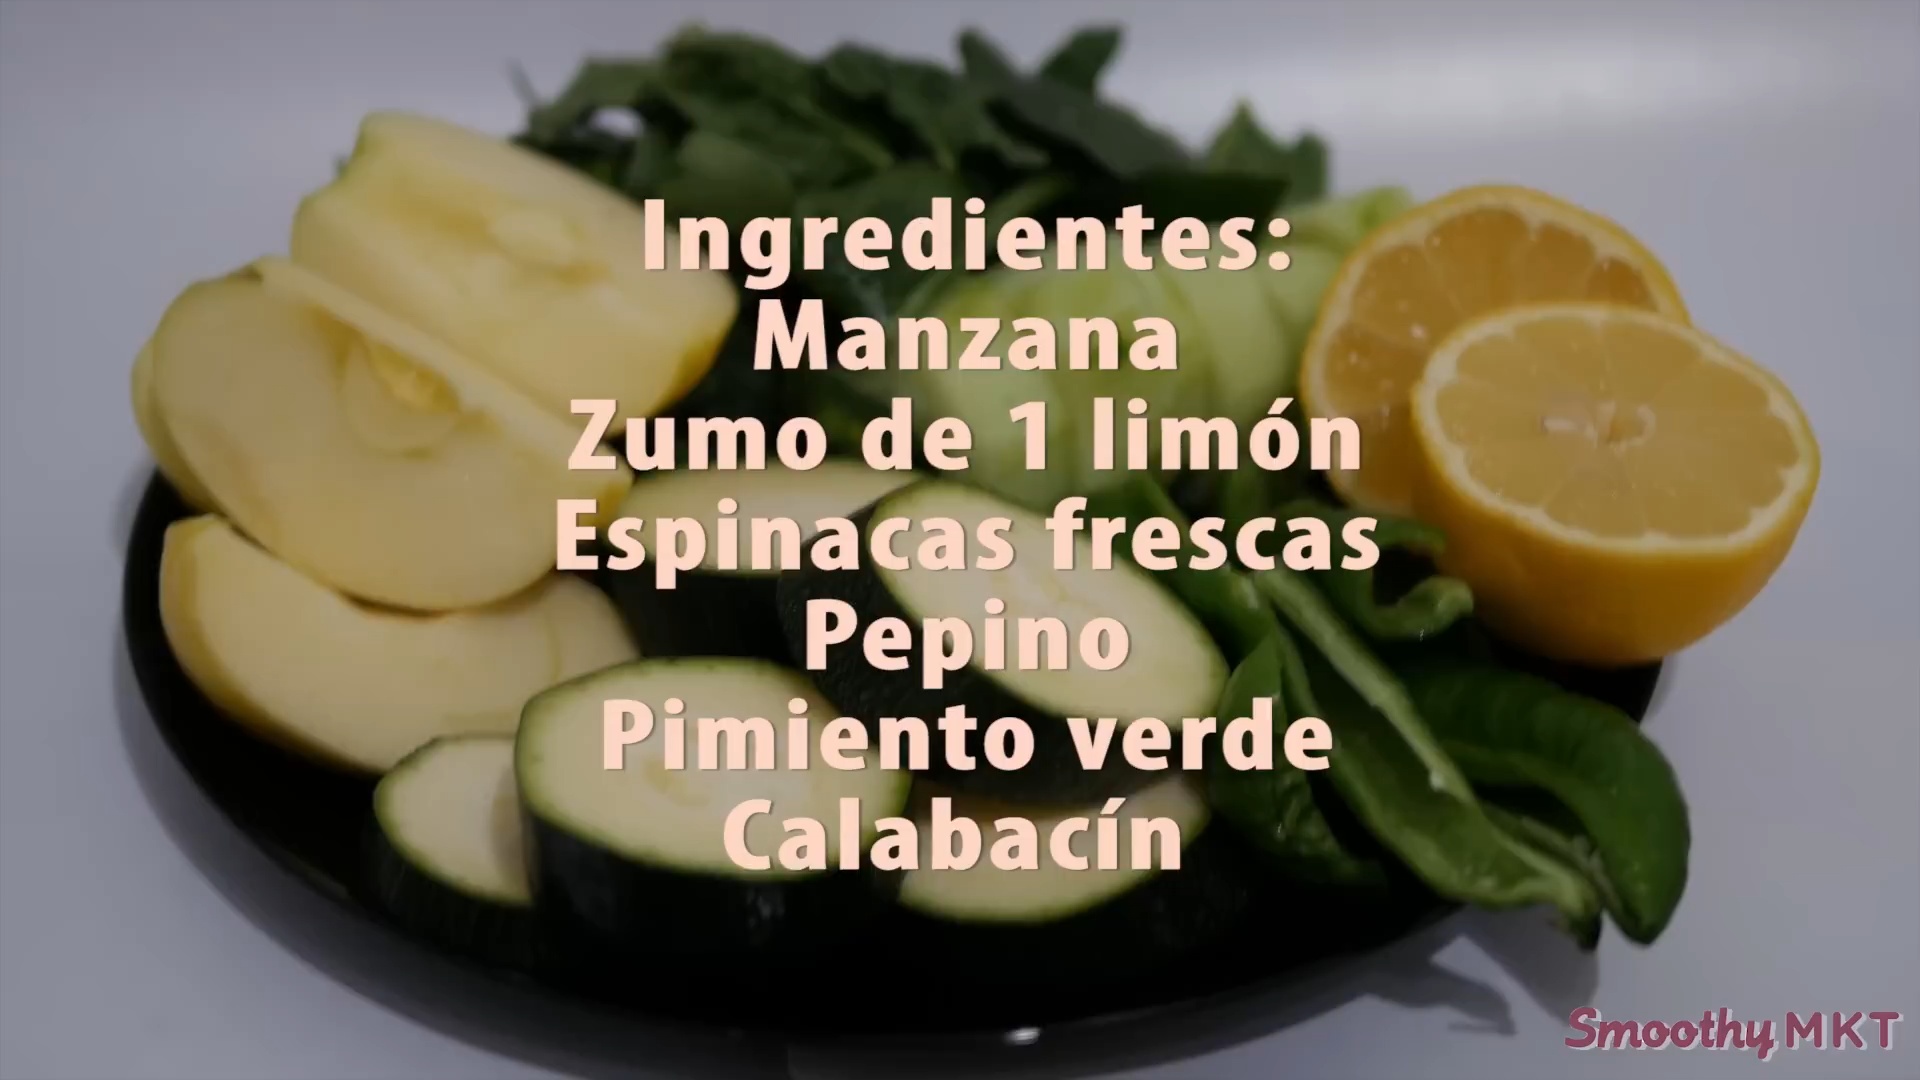 Ingredientes:
Manzana
Zumo de 1 limón
Espinacas frescas
Pepino
Pimiento verde
Calabacín
Smoothy MKT